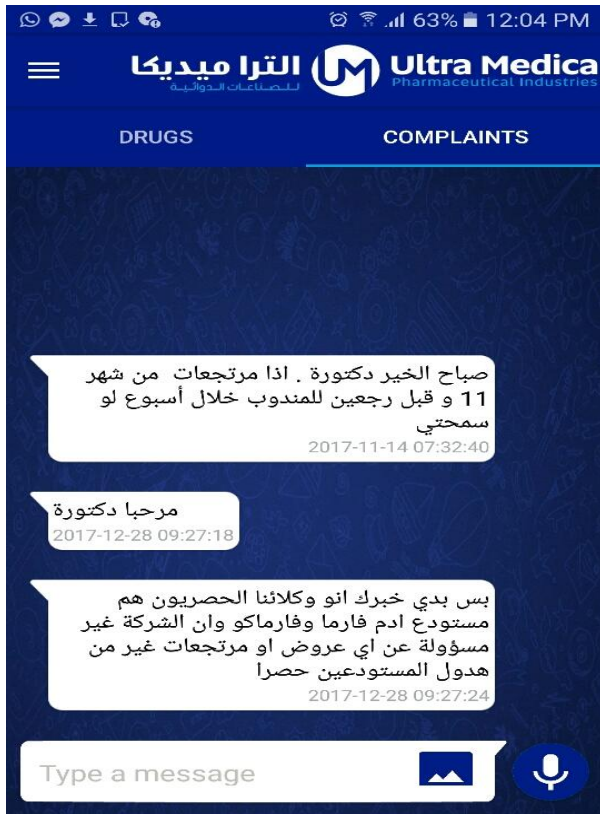 63% 12:04 PM
الترا ميديكا
للصناعات الدوائية
UM
Ultra Medica
Pharmaceutical Industries
DRUGS
COMPLAINTS
صباح الخير دكتورة . اذا مرتجعات من شهر
11 و قبل رجعين للمندوب خلال أسبوع لو
سمحتي
2017-11-14 07:32:40
مرحبا دكتورة
2017-12-28 09:27:18
بس بدي خبرك انو وكلائنا الحصريون هم
مستودع ادم فارما وفارماكو وان الشركة غير
مسؤولة عن اي عروض او مرتجعات غير من
هدول المستودعين حصرا
2017-12-28 09:27:24
Type a message